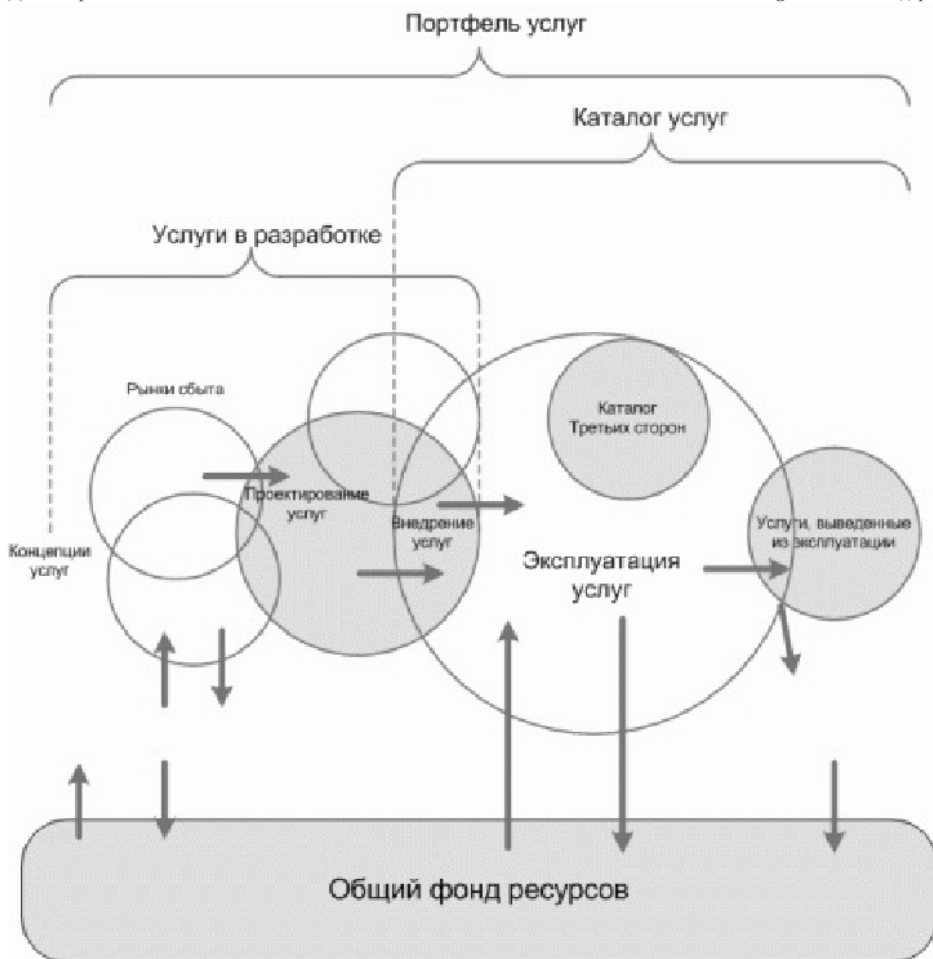 Портфель услуг
Каталог услуг
Услуги в разработке
Рынки сбыта
Каталог
Третьих сторон
Проектирование
услуг
Внедрение
услуг
Услуги, выведенные
из эксплуатации
Концепции
услуг
Эксплуатация
услуг
Общий фонд ресурсов